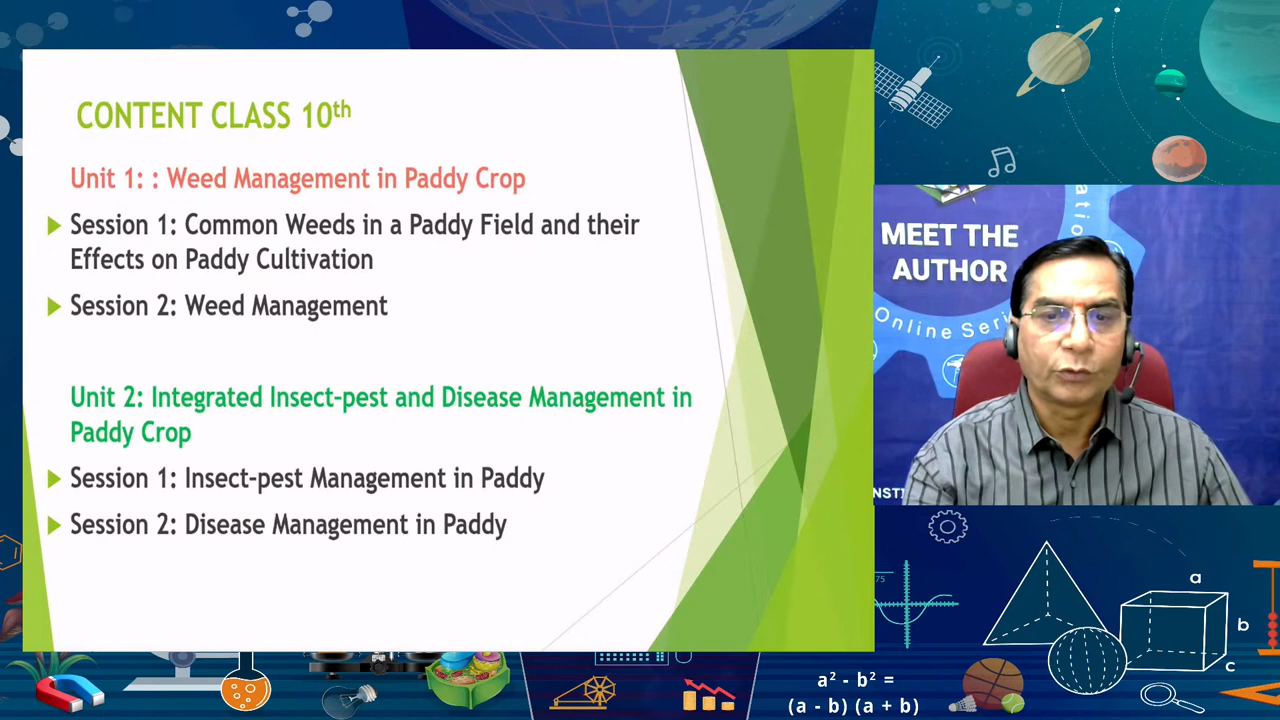 CONTENT CLASS 10th
Unit 1: : Weed Management in Paddy Crop
Session 1: Common Weeds in a Paddy Field and their
Effects on Paddy Cultivation
Session 2: Weed Management
Unit 2: Integrated Insect-pest and Disease Management in
Paddy Crop
Session 1: Insect-pest Management in Paddy
Session 2: Disease Management in Paddy
MEET THE
AUTHOR
Online Seri
ation
NSTI
75
a
b
c
a² - b² =
(a - b) (a + b)